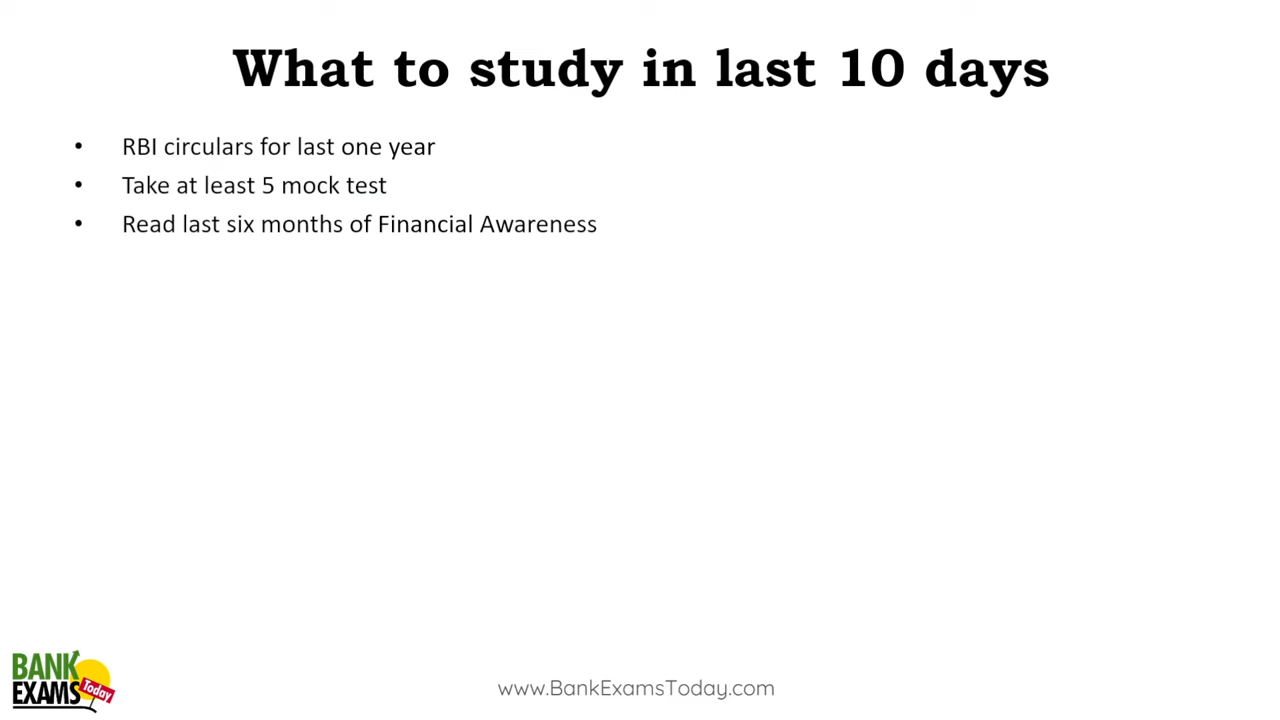 What to study in last 10 days
• RBI circulars for last one year
• Take at least 5 mock test
• Read last six months of Financial Awareness
BANK
EXAMS Today
www.BankExamsToday.com